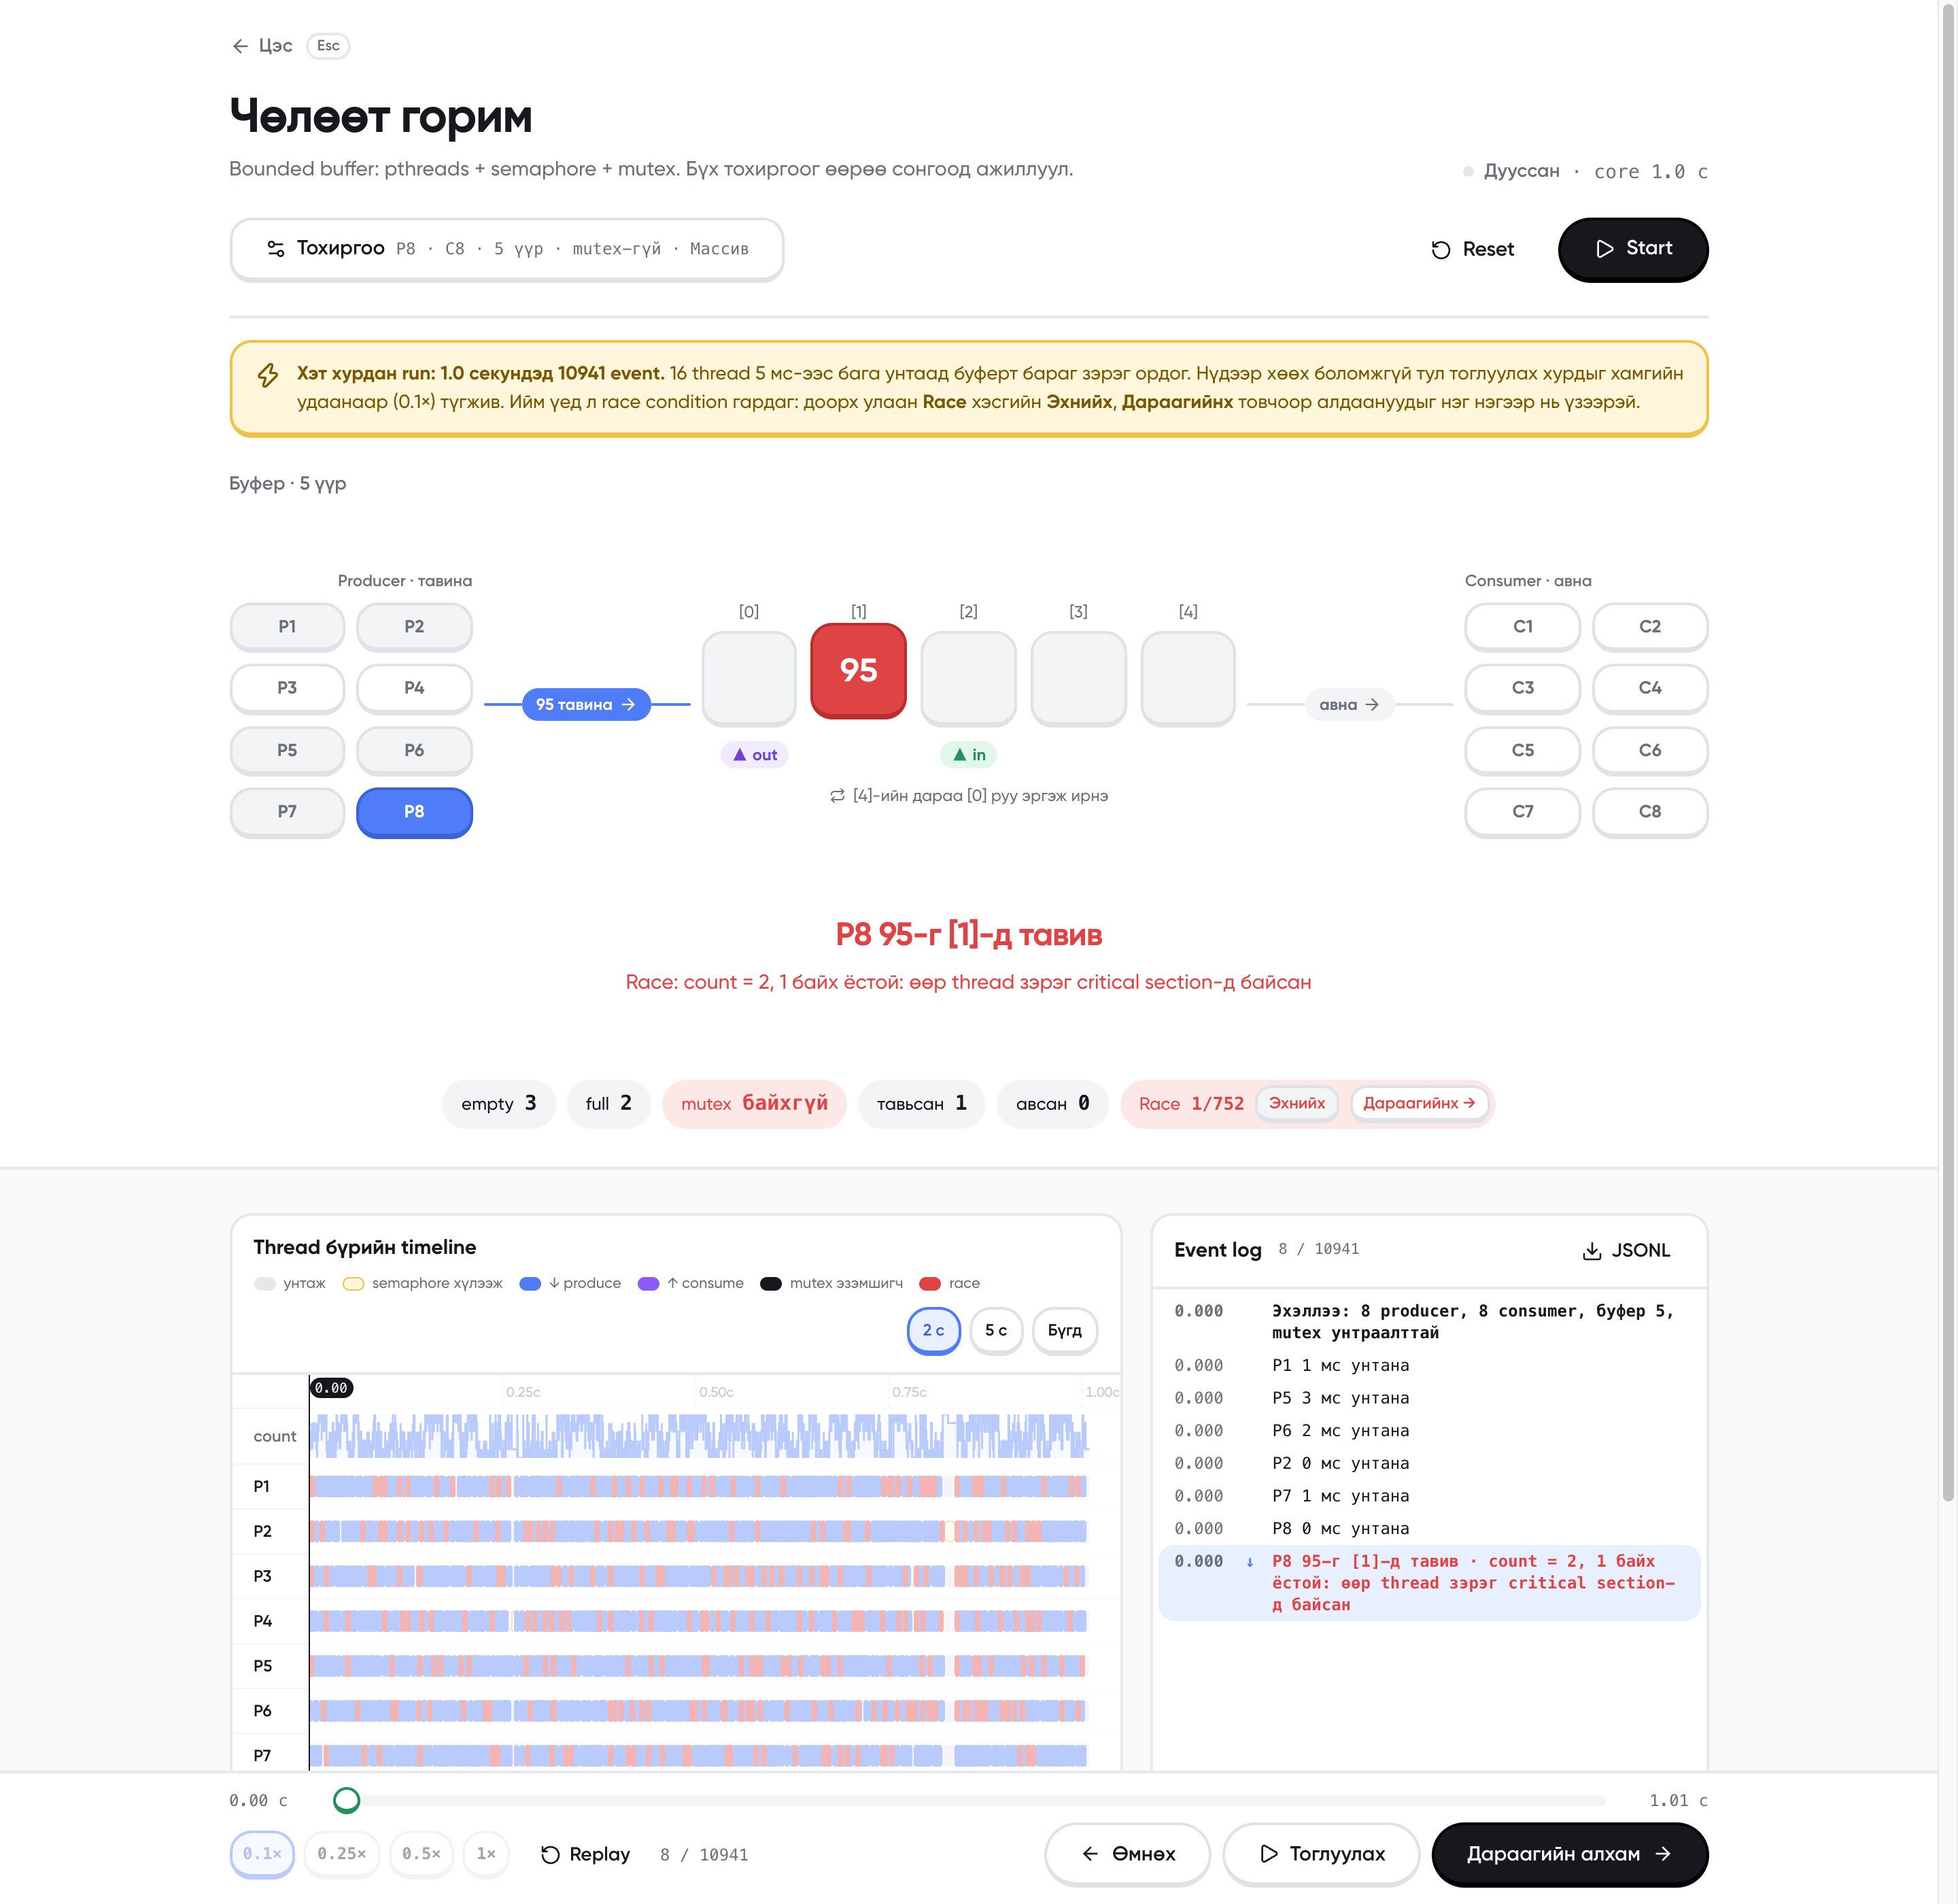 ← Цэс Esc
Чөлөөт горим
Bounded buffer: pthreads + semaphore + mutex. Бүх тохиргоог өөрөө сонгоод ажиллуул.
Дууссан · core 1.0 с
Тохиргоо P8 · C8 · 5 үүр · mutex-гүй · Массив
Reset
Start
Хэт хурдан run: 1.0 секундэд 10941 event. 16 thread 5 мс-ээс бага унтаад буферт бараг зэрэг ордог. Нүдээр хөөх боломжгүй тул тоглуулах хурдыг хамгийн
удаанаар (0.1×) түгжив. Ийм үед л race condition гардаг: доорх улаан Race хэсгийн Эхнийх, Дараагийнх товчоор алдаануудыг нэг нэгээр нь үзээрэй.
Буфер · 5 үүр
Producer · тавина
P1 P2
P3 P4
P5 P6
P7 P8
95 тавина →
[0] [1] [2] [3] [4]
95
▲ out ▲ in
[4]-ийн дараа [0] руу эргэж ирнэ
авна →
Consumer · авна
C1 C2
C3 C4
C5 C6
C7 C8
P8 95-г [1]-д тавив
Race: count = 2, 1 байх ёстой: өөр thread зэрэг critical section-д байсан
empty 3 full 2 mutex байхгүй тавьсан 1 авсан 0 Race 1/752 Эхнийх Дараагийнх →
Thread бүрийн timeline
унтаж semaphore хүлээж ↓ produce ↑ consume mutex эзэмшигч race
2 с 5 с Бүгд
0.00 0.25с 0.50с 0.75с 1.00с
count
P1
P2
P3
P4
P5
P6
P7
Event log 8 / 10941 JSONL
0.000 Эхэллээ: 8 producer, 8 consumer, буфер 5,
mutex унтраалттай
0.000 P1 1 мс унтана
0.000 P5 3 мс унтана
0.000 P6 2 мс унтана
0.000 P2 0 мс унтана
0.000 P7 1 мс унтана
0.000 P8 0 мс унтана
0.000 ↓ P8 95-г [1]-д тавив · count = 2, 1 байх
ёстой: өөр thread зэрэг critical section-
д байсан
0.00 с 1.01 с
0.1× 0.25× 0.5× 1× Replay 8 / 10941 ← Өмнөх Тоглуулах Дараагийн алхам →